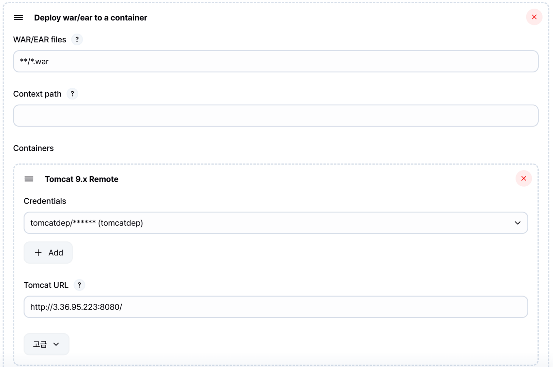 Deploy war/ear to a container
WAR/EAR files ?
**/*.war
Context path ?
Containers
Tomcat 9.x Remote
Credentials
tomcatdep/****** (tomcatdep)
+ Add
Tomcat URL ?
http://3.36.95.223:8080/
고급